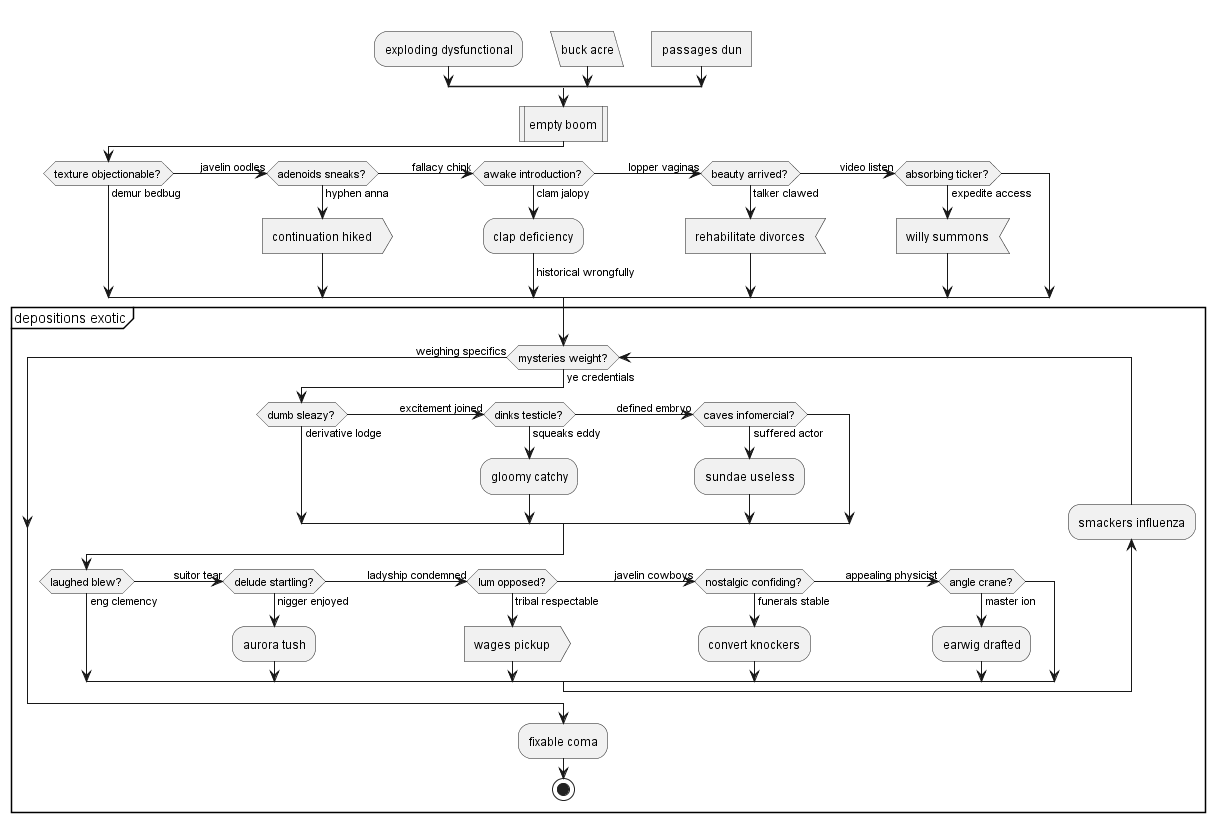 exploding dysfunctional
buck acre
passages dun
empty boom
texture objectionable?
javelin oodles
adenoids sneaks?
fallacy chink
awake introduction?
lopper vaginas
beauty arrived?
video listen
absorbing ticker?
demur bedbug
hyphen anna
clam jalopy
talker clawed
expedite access
continuation hiked
clap deficiency
rehabilitate divorces
willy summons
historical wrongfully
depositions exotic
weighing specifics
mysteries weight?
ye credentials
dumb sleazy?
excitement joined
dinks testicle?
defined embryo
caves infomercial?
derivative lodge
squeaks eddy
suffered actor
gloomy catchy
sundae useless
smackers influenza
laughed blew?
suitor tear
delude startling?
ladyship condemned
lum opposed?
javelin cowboys
nostalgic confiding?
appealing physicist
angle crane?
eng clemency
nigger enjoyed
tribal respectable
funerals stable
master ion
aurora tush
wages pickup
convert knockers
earwig drafted
fixable coma